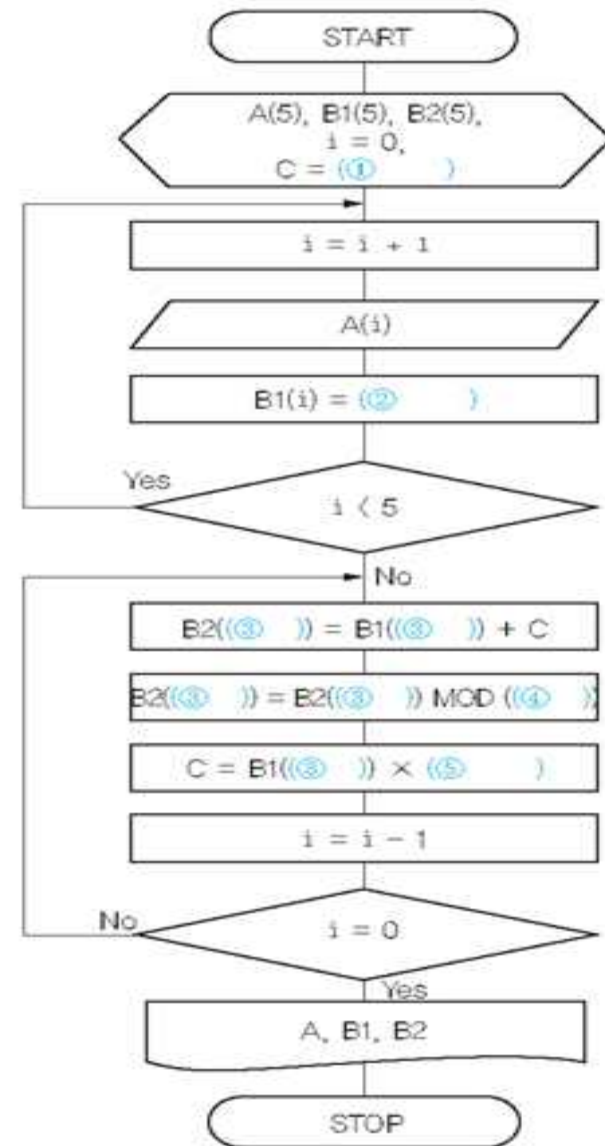 START
A(5), B1(5), B2(5),
i = 0,
C = (① )
i = i + 1
A(i)
B1(i) = (② )
Yes
i < 5
No
B2((③ )) = B1((③ )) + C
B2((③ )) = B2((③ )) MOD ((④ ))
C = B1((③ )) × ((⑤ )
i = i - 1
No
i = 0
Yes
A, B1, B2
STOP